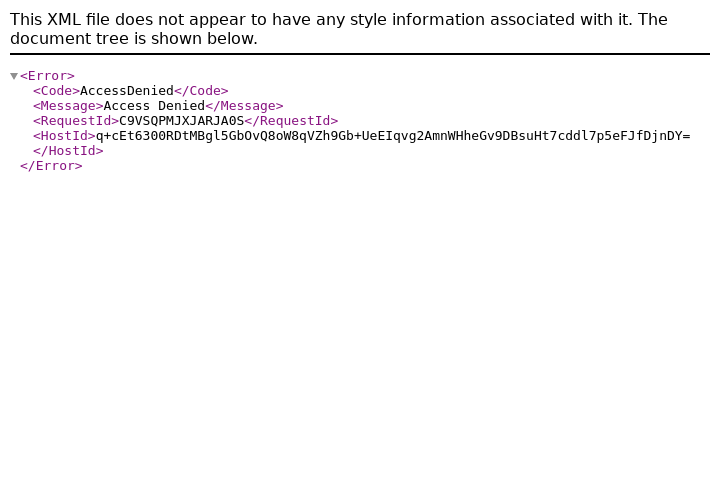 This XML file does not appear to have any style information associated with it. The
document tree is shown below.
<Error>
<Code>AccessDenied</Code>
<Message>Access Denied</Message>
<RequestId>C9VSQPMJXJARJA0S</RequestId>
<HostId>q+cEt6300RDtMBgl5GbOvQ8oW8qVZh9Gb+UeEIqvg2AmnWHheGv9DBsuHt7cddl7p5eFJfDjnDY=
</HostId>
</Error>